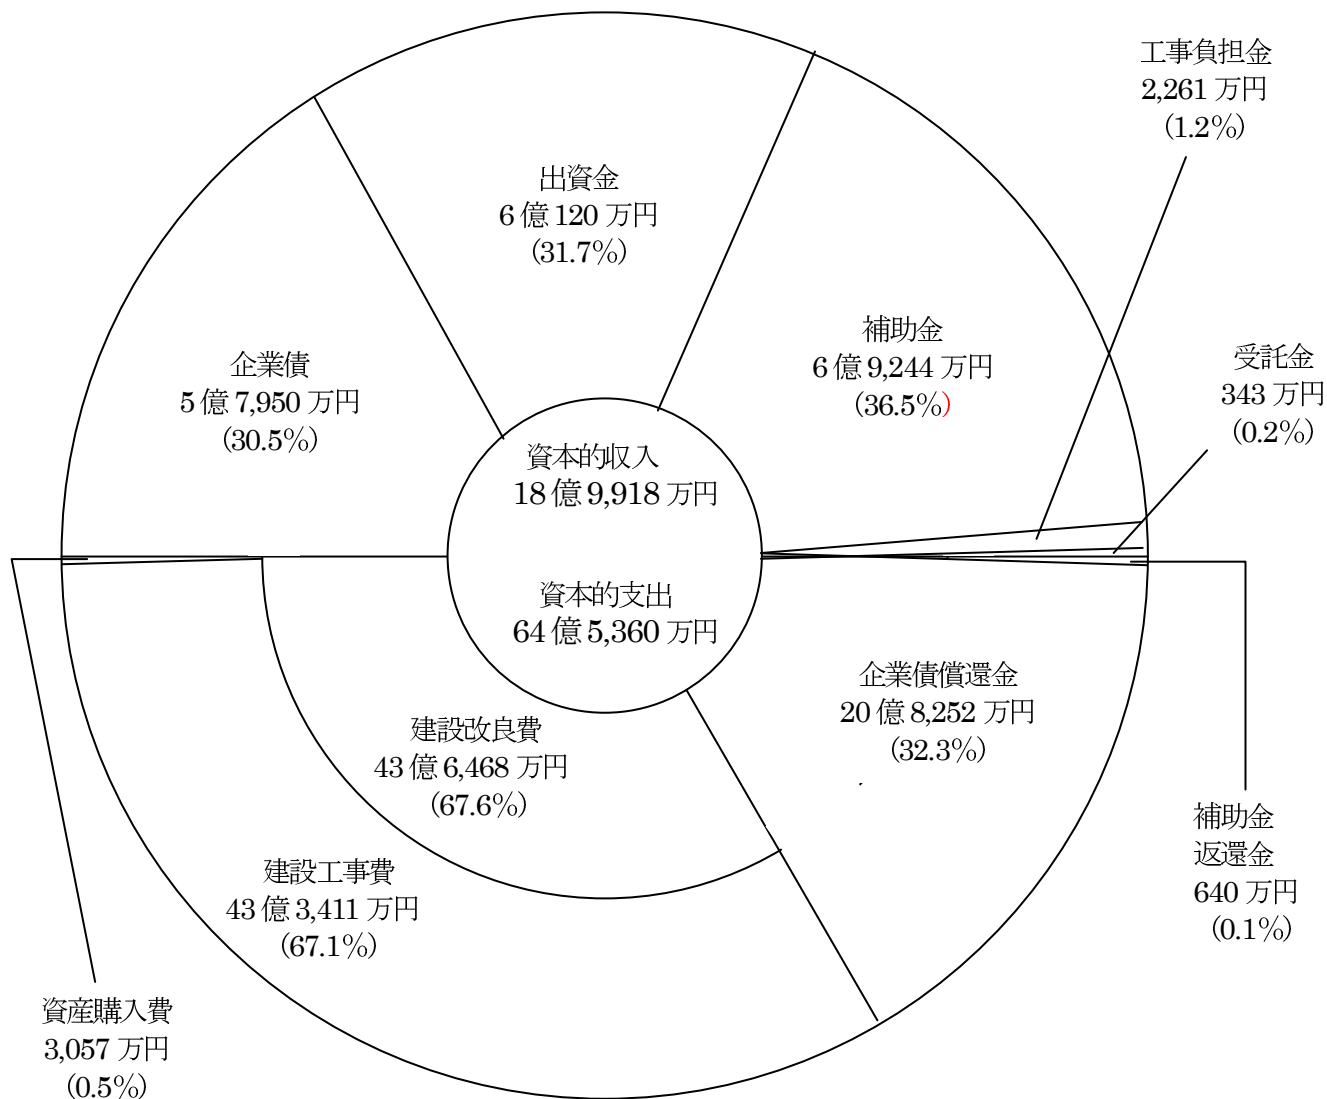 工事負担金
2,261 万円
(1.2%)
出資金
6 億 120 万円
(31.7%)
補助金
6 億 9,244 万円
(36.5%)
受託金
343 万円
(0.2%)
企業債
5 億 7,950 万円
(30.5%)
資本的収入
18 億 9,918 万円
資本的支出
64 億 5,360 万円
企業債償還金
20 億 8,252 万円
(32.3%)
建設改良費
43 億 6,468 万円
(67.6%)
補助金
返還金
640 万円
(0.1%)
建設工事費
43 億 3,411 万円
(67.1%)
資産購入費
3,057 万円
(0.5%)